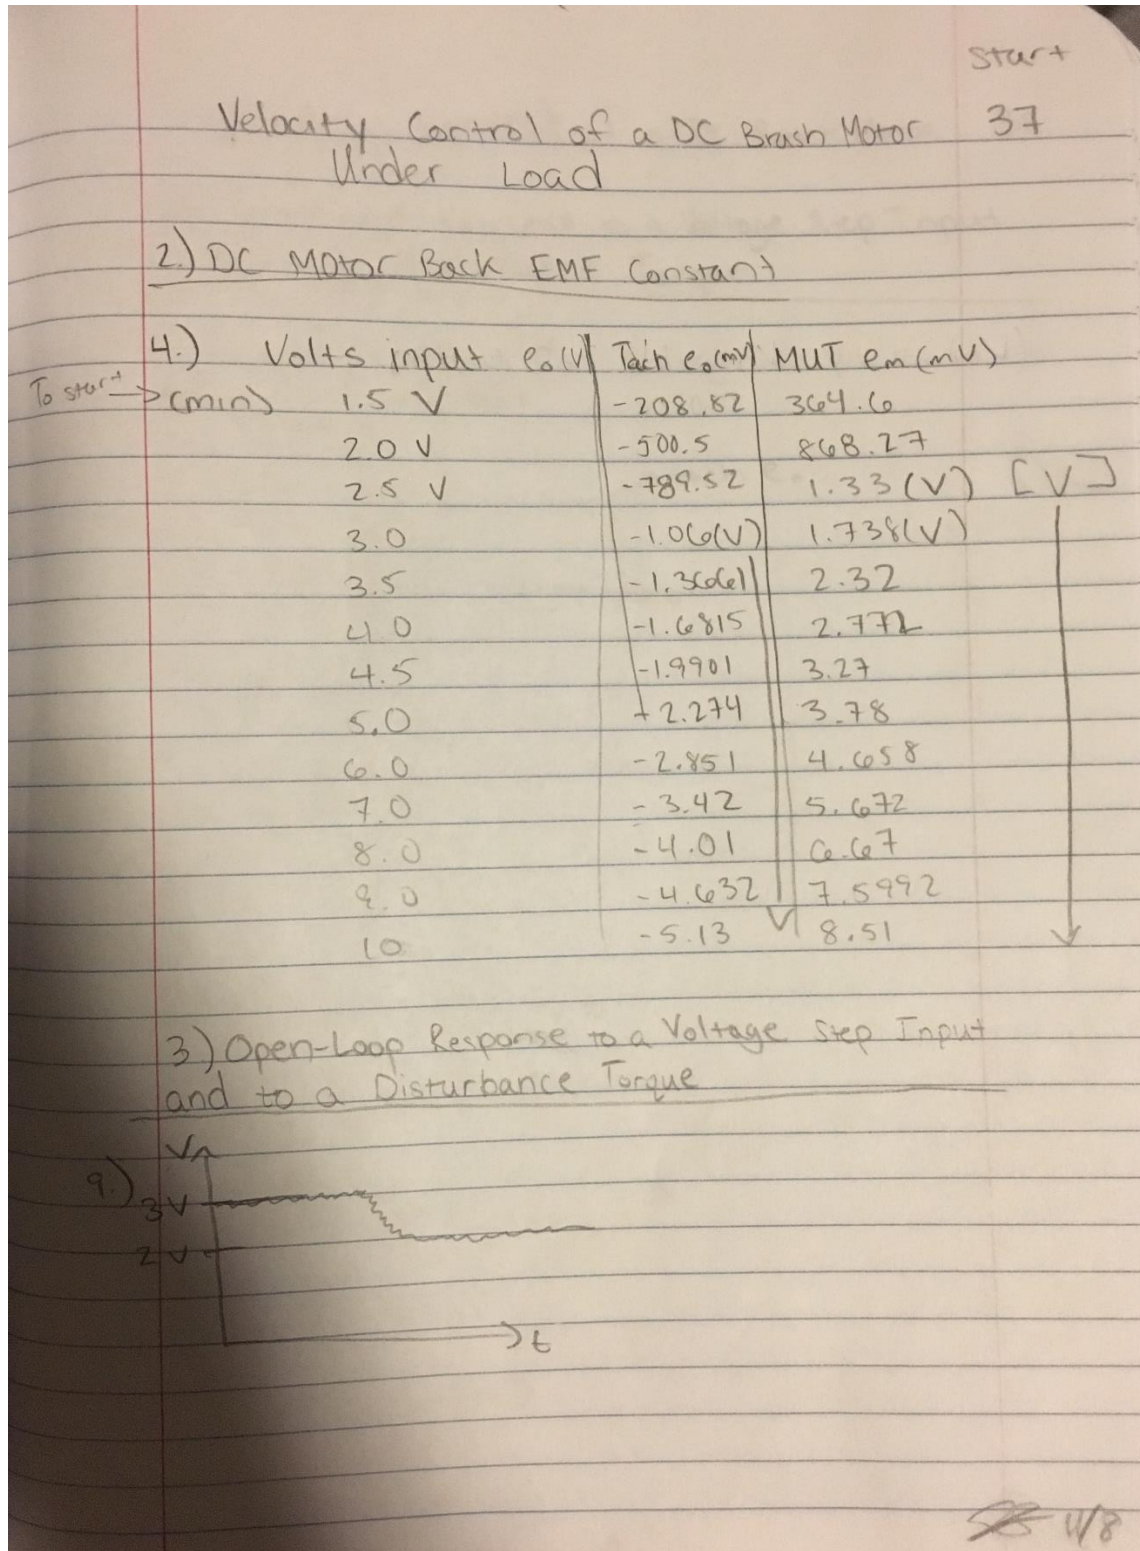 Start
Velocity Control of a DC Brush Motor 37
Under Load
2.) DC Motor Back EMF Constant
4.) Volts input eo(V) Tach eo(mV) MUT em(mV)
To start → (min) 1.5 V -208.82 364.6
2.0 V -500.5 868.27
2.5 V -789.52 1.33(V) [V]
3.0 -1.06(V) 1.738(V)
3.5 -1.3661 2.32
4.0 -1.6815 2.772
4.5 -1.9901 3.27
5.0 -2.274 3.78
6.0 -2.851 4.658
7.0 -3.42 5.672
8.0 -4.01 6.67
9.0 -4.632 7.5992
10 -5.13 8.51
3.) Open-Loop Response to a Voltage Step Input
and to a Disturbance Torque
V
9.) 3V
2V
t
11/8